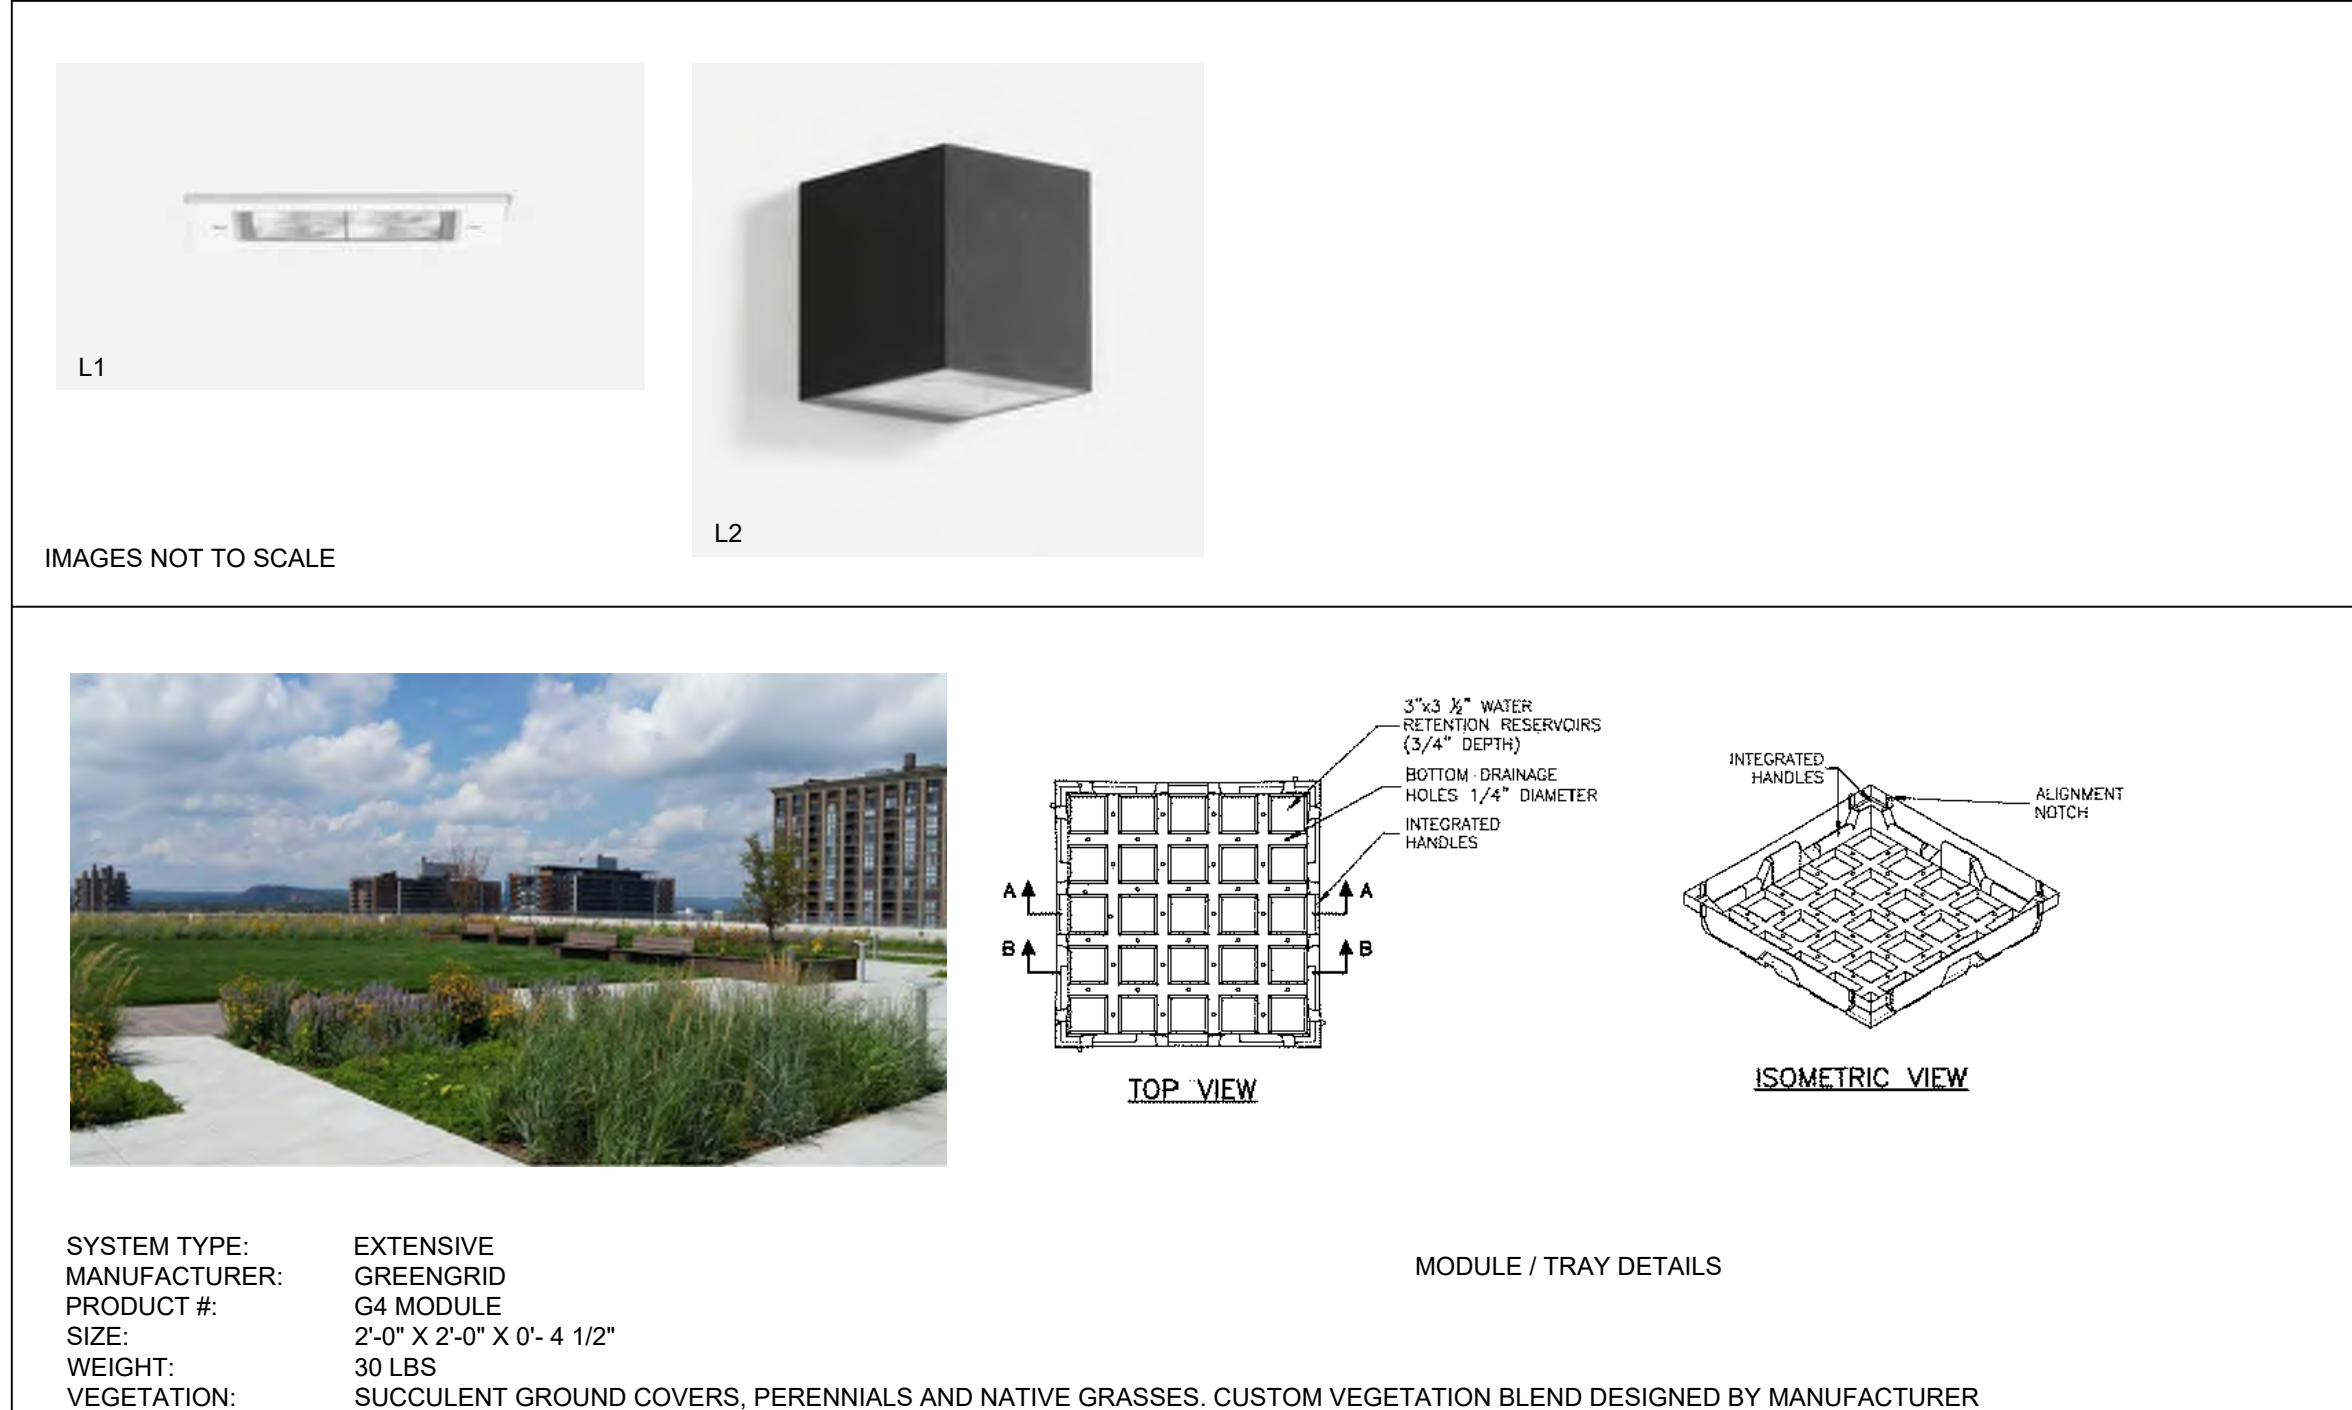 L1
L2
IMAGES NOT TO SCALE
3"x3 ½" WATER
RETENTION RESERVOIRS
(3/4" DEPTH)
BOTTOM DRAINAGE
HOLES 1/4" DIAMETER
INTEGRATED
HANDLES
A
A
B
B
TOP VIEW
INTEGRATED
HANDLES
ALIGNMENT
NOTCH
ISOMETRIC VIEW
SYSTEM TYPE: EXTENSIVE
MANUFACTURER: GREENGRID
PRODUCT #: G4 MODULE
SIZE: 2'-0" X 2'-0" X 0'- 4 1/2"
WEIGHT: 30 LBS
VEGETATION: SUCCULENT GROUND COVERS, PERENNIALS AND NATIVE GRASSES. CUSTOM VEGETATION BLEND DESIGNED BY MANUFACTURER
MODULE / TRAY DETAILS